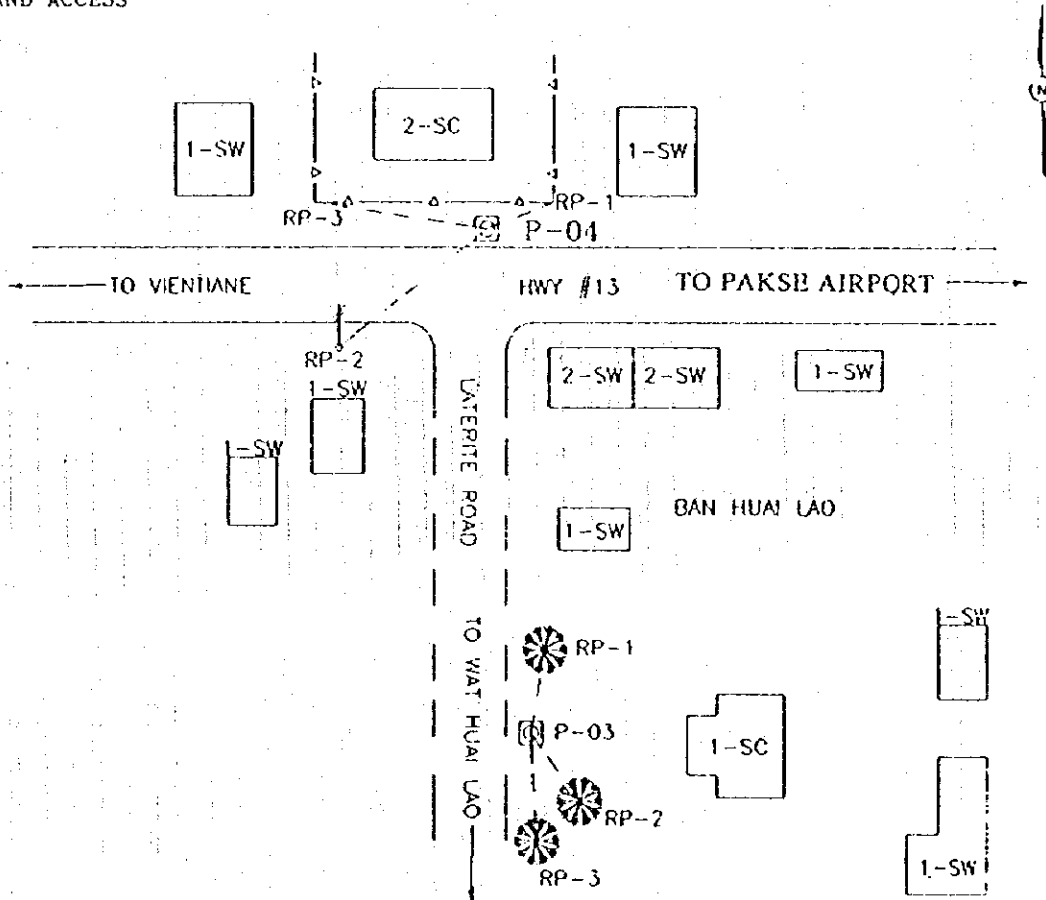 AND ACCESS
N
2-SC
1-SW
1-SW
RP-3
RP-1
P-04
TO VIENTIANE
HWY #13
TO PAKSE AIRPORT
RP-2
1-SW
2-SW
2-SW
1-SW
1-SW
LATERITE ROAD
BAN HUAI LAO
1-SW
1-SW
TO WAT HUAI LAO
RP-1
P-03
1-SC
RP-2
RP-3
1-SW